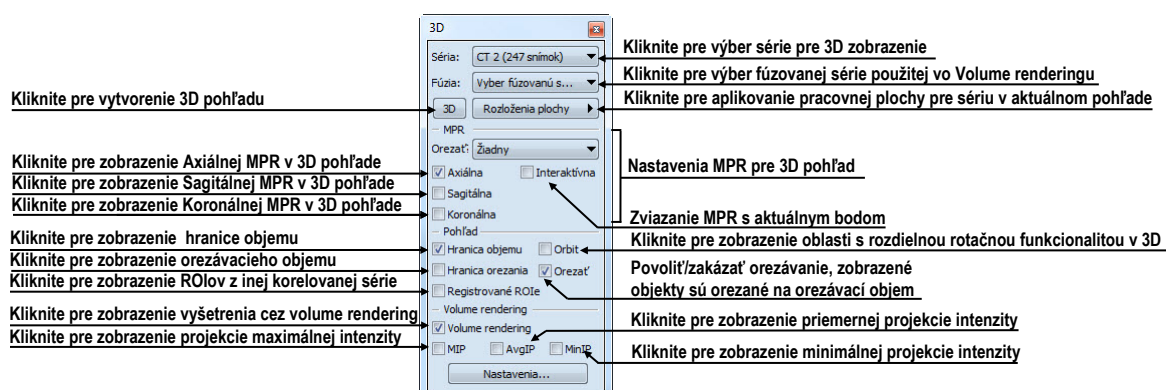 3D
Séria: CT 2 (247 snímok)
Fúzia: Vyber fúzovanú s...
3D Rozloženia plochy
MPR
Orezať: Žiadny
Axiálna Interaktívna
Sagitálna
Koronálna
Pohľad
Hranica objemu Orbit
Hranica orezania Orezať
Registrované ROIe
Volume rendering
Volume rendering
MIP AvgIP MinIP
Nastavenia...
Kliknite pre vytvorenie 3D pohľadu
Kliknite pre zobrazenie Axiálnej MPR v 3D pohľade
Kliknite pre zobrazenie Sagitálnej MPR v 3D pohľade
Kliknite pre zobrazenie Koronálnej MPR v 3D pohľade
Kliknite pre zobrazenie hranice objemu
Kliknite pre zobrazenie orezávacieho objemu
Kliknite pre zobrazenie ROIov z inej korelovanej série
Kliknite pre zobrazenie vyšetrenia cez volume rendering
Kliknite pre zobrazenie projekcie maximálnej intenzity
Kliknite pre výber série pre 3D zobrazenie
Kliknite pre výber fúzovanej série použitej vo Volume renderingu
Kliknite pre aplikovanie pracovnej plochy pre sériu v aktuálnom pohľade
Nastavenia MPR pre 3D pohľad
Zviazanie MPR s aktuálnym bodom
Kliknite pre zobrazenie oblasti s rozdielnou rotačnou funkcionalitou v 3D
Povoliť/zakázať orezávanie, zobrazené
objekty sú orezané na orezávací objem
Kliknite pre zobrazenie priemernej projekcie intenzity
Kliknite pre zobrazenie minimálnej projekcie intenzity